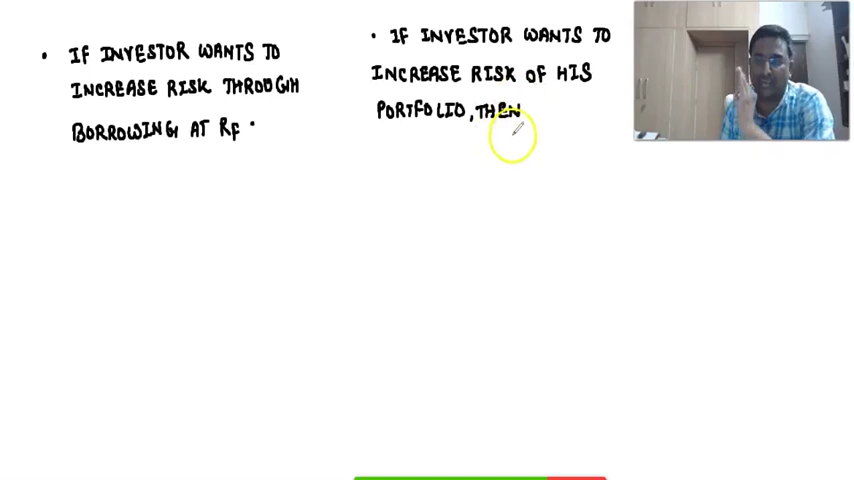 • IF INVESTOR WANTS TO
INCREASE RISK THROUGH
BORROWING AT RF.
• IF INVESTOR WANTS TO
INCREASE RISK OF HIS
PORTFOLIO, THEN